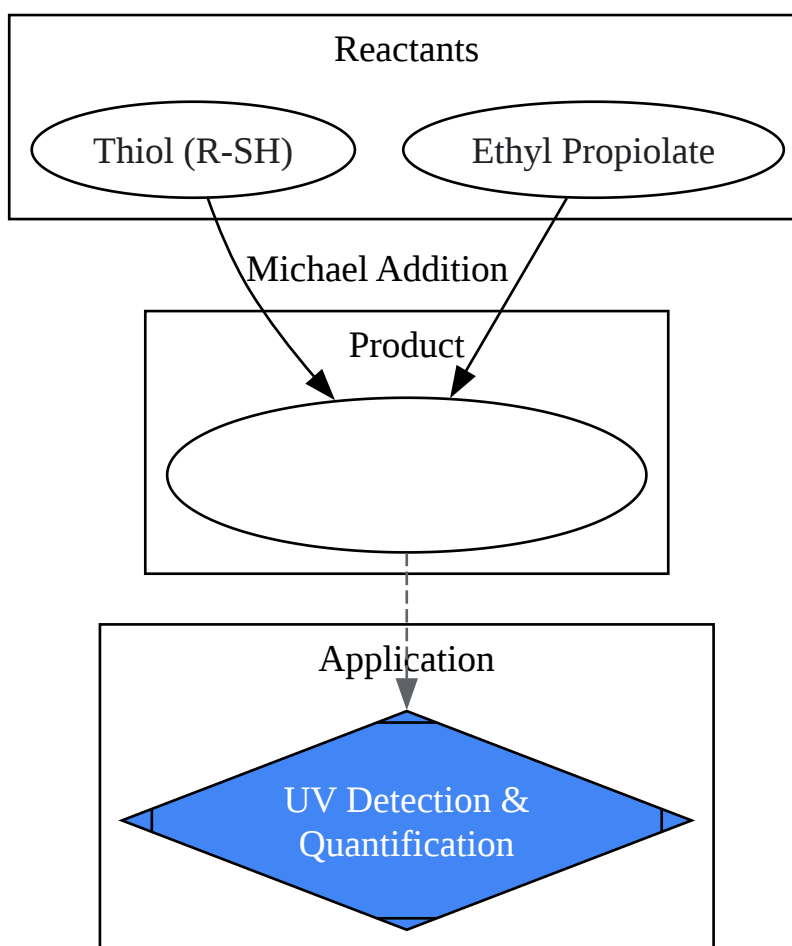 Reactants
Thiol (R-SH)
Ethyl Propiolate
Michael Addition
Product
Application
UV Detection &
Quantification